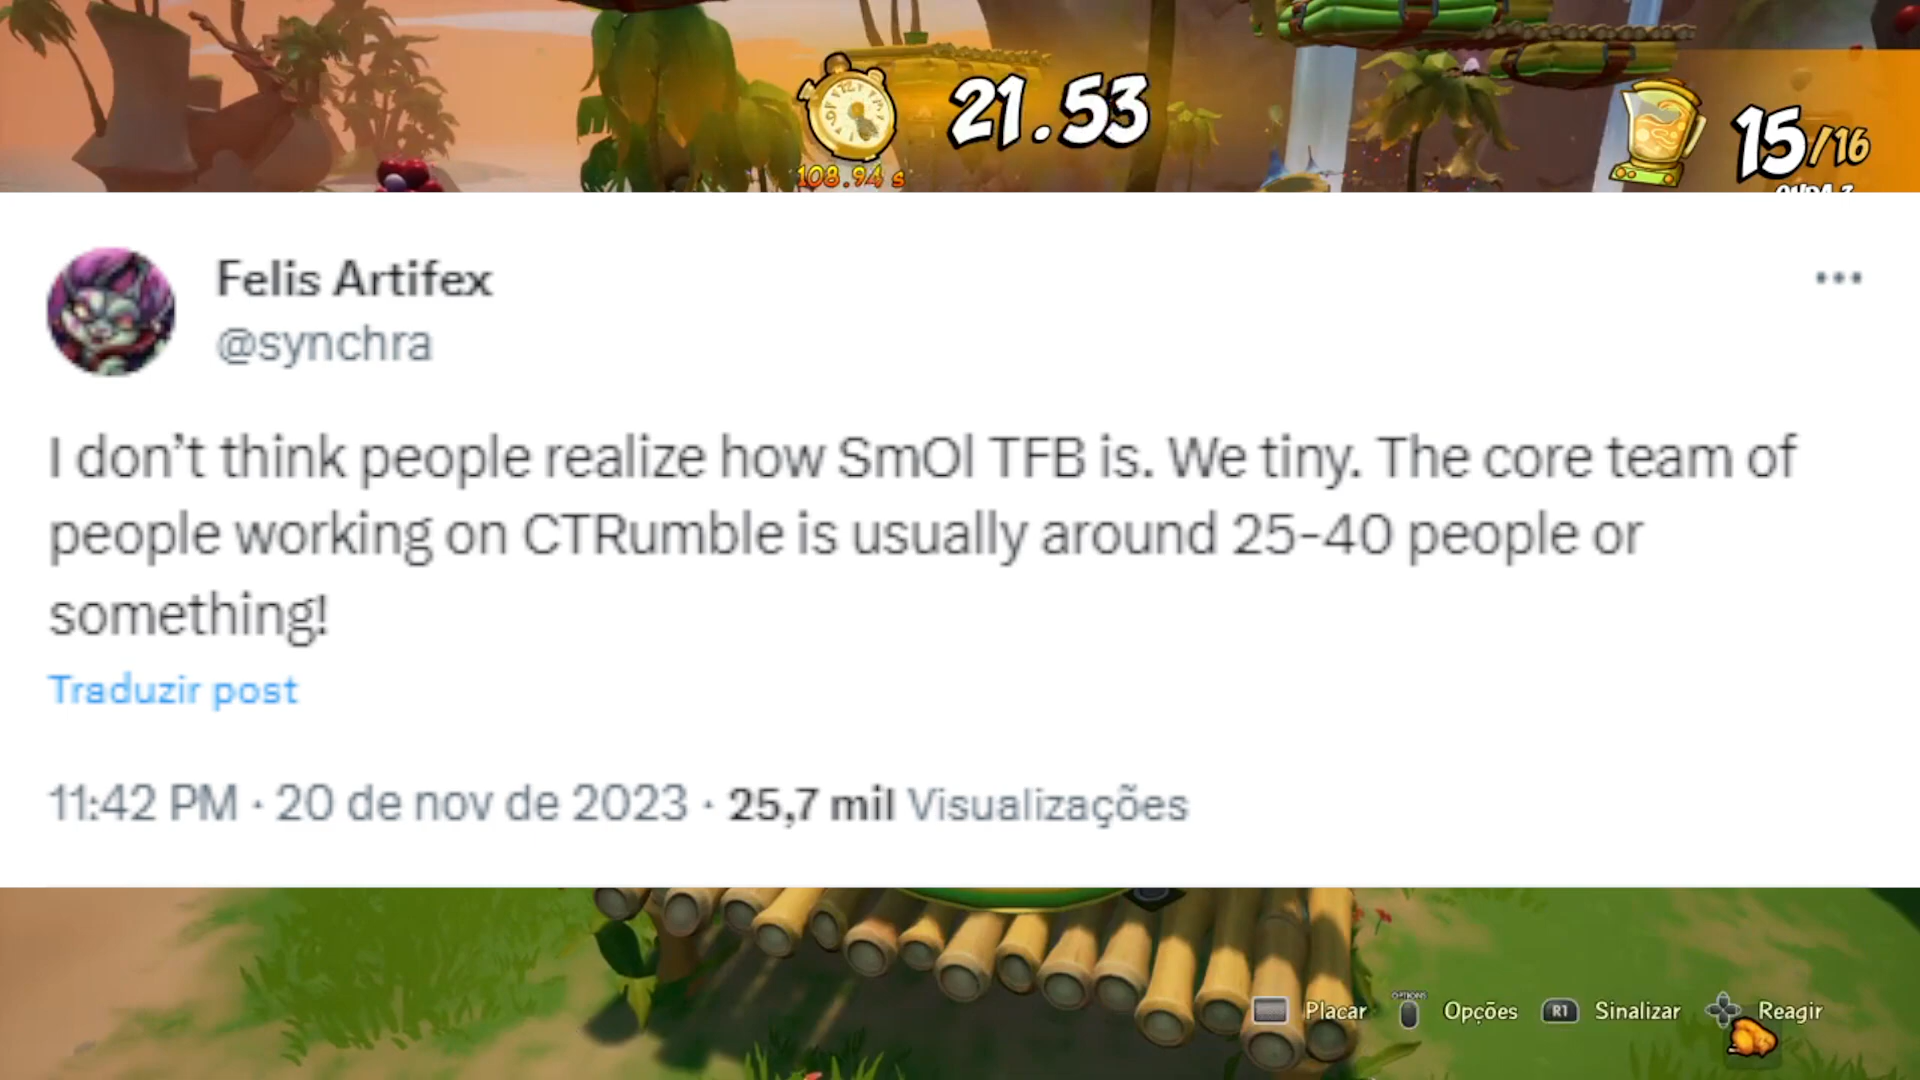 21.53
108.94 s
15/16
Felis Artifex
@synchra
I don't think people realize how SmOl TFB is. We tiny. The core team of
people working on CTRumble is usually around 25-40 people or
something!
Traduzir post
11:42 PM · 20 de nov de 2023 · 25,7 mil Visualizações
Placar OPTIONS Opções R1 Sinalizar Reagir